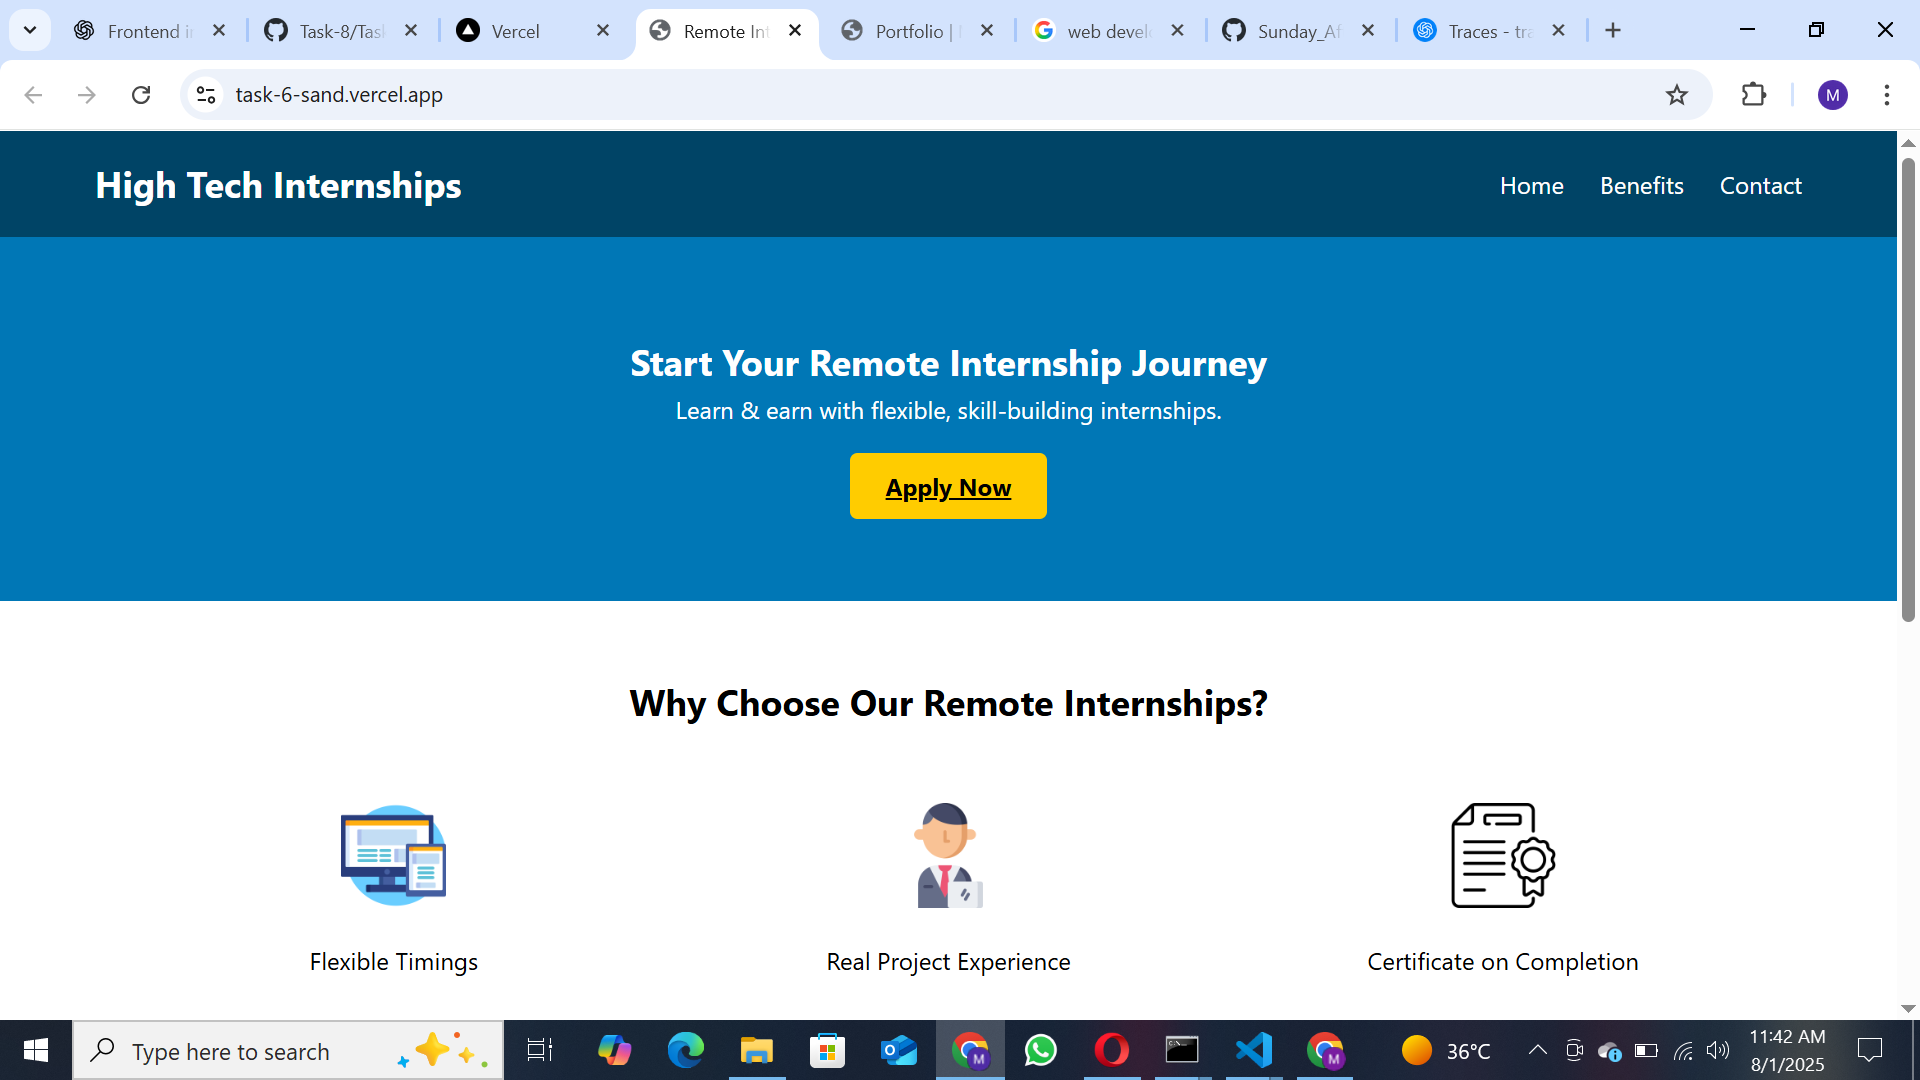 Frontend i
Task-8/Tas
Vercel
Remote Int
Portfolio |
web devel
Sunday_Af
Traces - tra
task-6-sand.vercel.app
M
High Tech Internships
Home
Benefits
Contact
Start Your Remote Internship Journey
Learn & earn with flexible, skill-building internships.
Apply Now
Why Choose Our Remote Internships?
Flexible Timings
Real Project Experience
Certificate on Completion
Type here to search
M
M
36°C
11:42 AM
8/1/2025